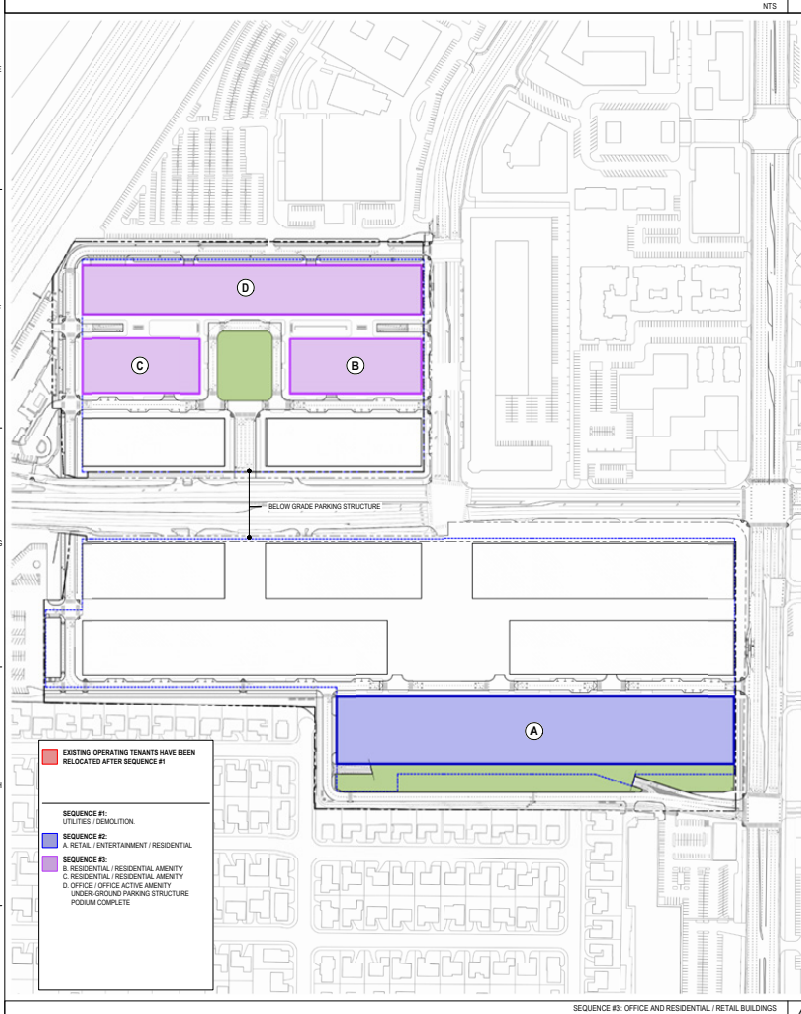 NTS
D
C
B
BELOW GRADE PARKING STRUCTURE
A
EXISTING OPERATING TENANTS HAVE BEEN
RELOCATED AFTER SEQUENCE #1
SEQUENCE #1:
UTILITIES / DEMOLITION.
SEQUENCE #2:
A. RETAIL / ENTERTAINMENT / RESIDENTIAL
SEQUENCE #3:
B. RESIDENTIAL / RESIDENTIAL AMENITY
C. RESIDENTIAL / RESIDENTIAL AMENITY
D. OFFICE / OFFICE ACTIVE AMENITY
UNDER-GROUND PARKING STRUCTURE
PODIUM COMPLETE
SEQUENCE #3: OFFICE AND RESIDENTIAL / RETAIL BUILDINGS